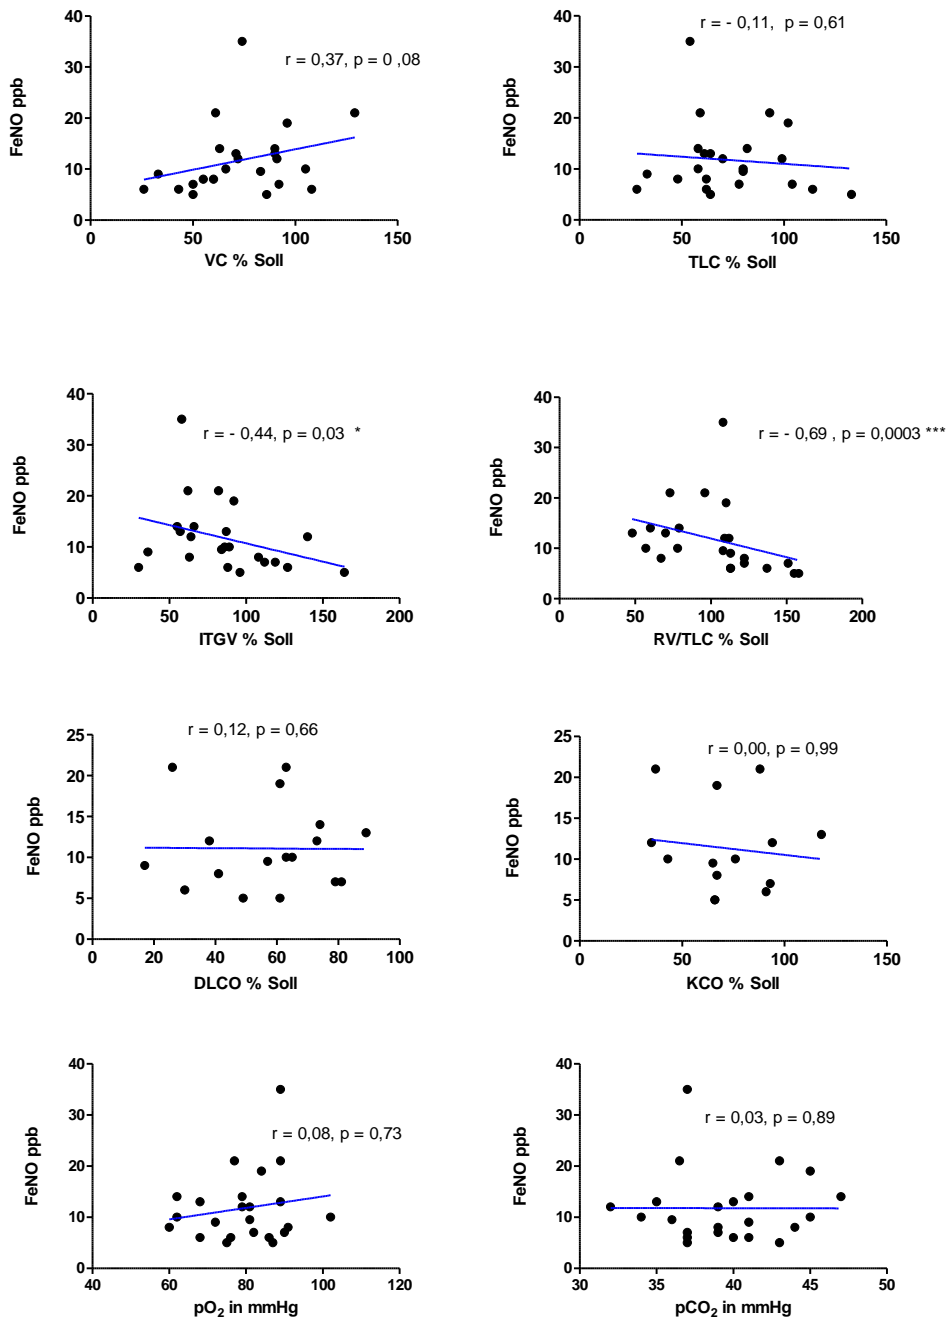 r = 0,37, p = 0 ,08
FeNO ppb
40
30
20
10
0
0 50 100 150
VC % Soll
r = - 0,11, p = 0,61
FeNO ppb
40
30
20
10
0
0 50 100 150
TLC % Soll
r = - 0,44, p = 0,03 *
FeNO ppb
40
30
20
10
0
0 50 100 150 200
ITGV % Soll
r = - 0,69 , p = 0,0003 ***
FeNO ppb
40
30
20
10
0
0 50 100 150 200
RV/TLC % Soll
r = 0,12, p = 0,66
FeNO ppb
25
20
15
10
5
0
0 20 40 60 80 100
DLCO % Soll
r = 0,00, p = 0,99
FeNO ppb
25
20
15
10
5
0
0 50 100 150
KCO % Soll
r = 0,08, p = 0,73
FeNO ppb
40
30
20
10
0
40 60 80 100 120
pO₂ in mmHg
r = 0,03, p = 0,89
FeNO ppb
40
30
20
10
0
30 35 40 45 50
pCO₂ in mmHg